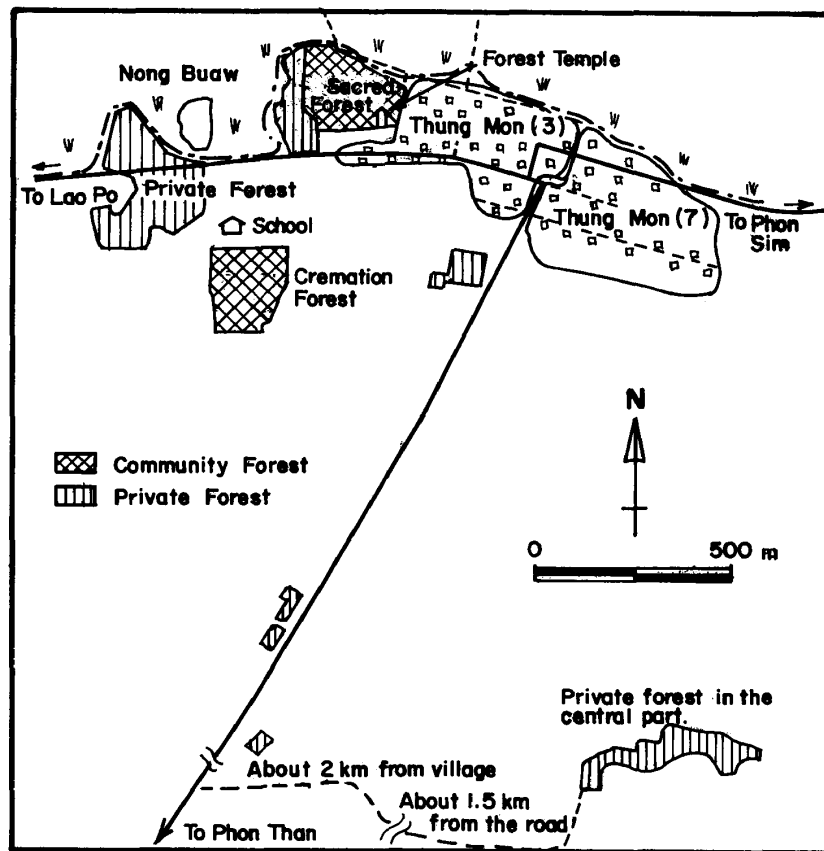 Nong Buaw
Forest Temple
Sacred
Forest
Thung Mon (3)
To Lao Po
Private Forest
School
Thung Mon (7)
To Phon
Sim
Cremation
Forest
N
Community Forest
Private Forest
0 500 m
Private forest in the
central part.
About 2 km from village
About 1.5 km
from the road
To Phon Than